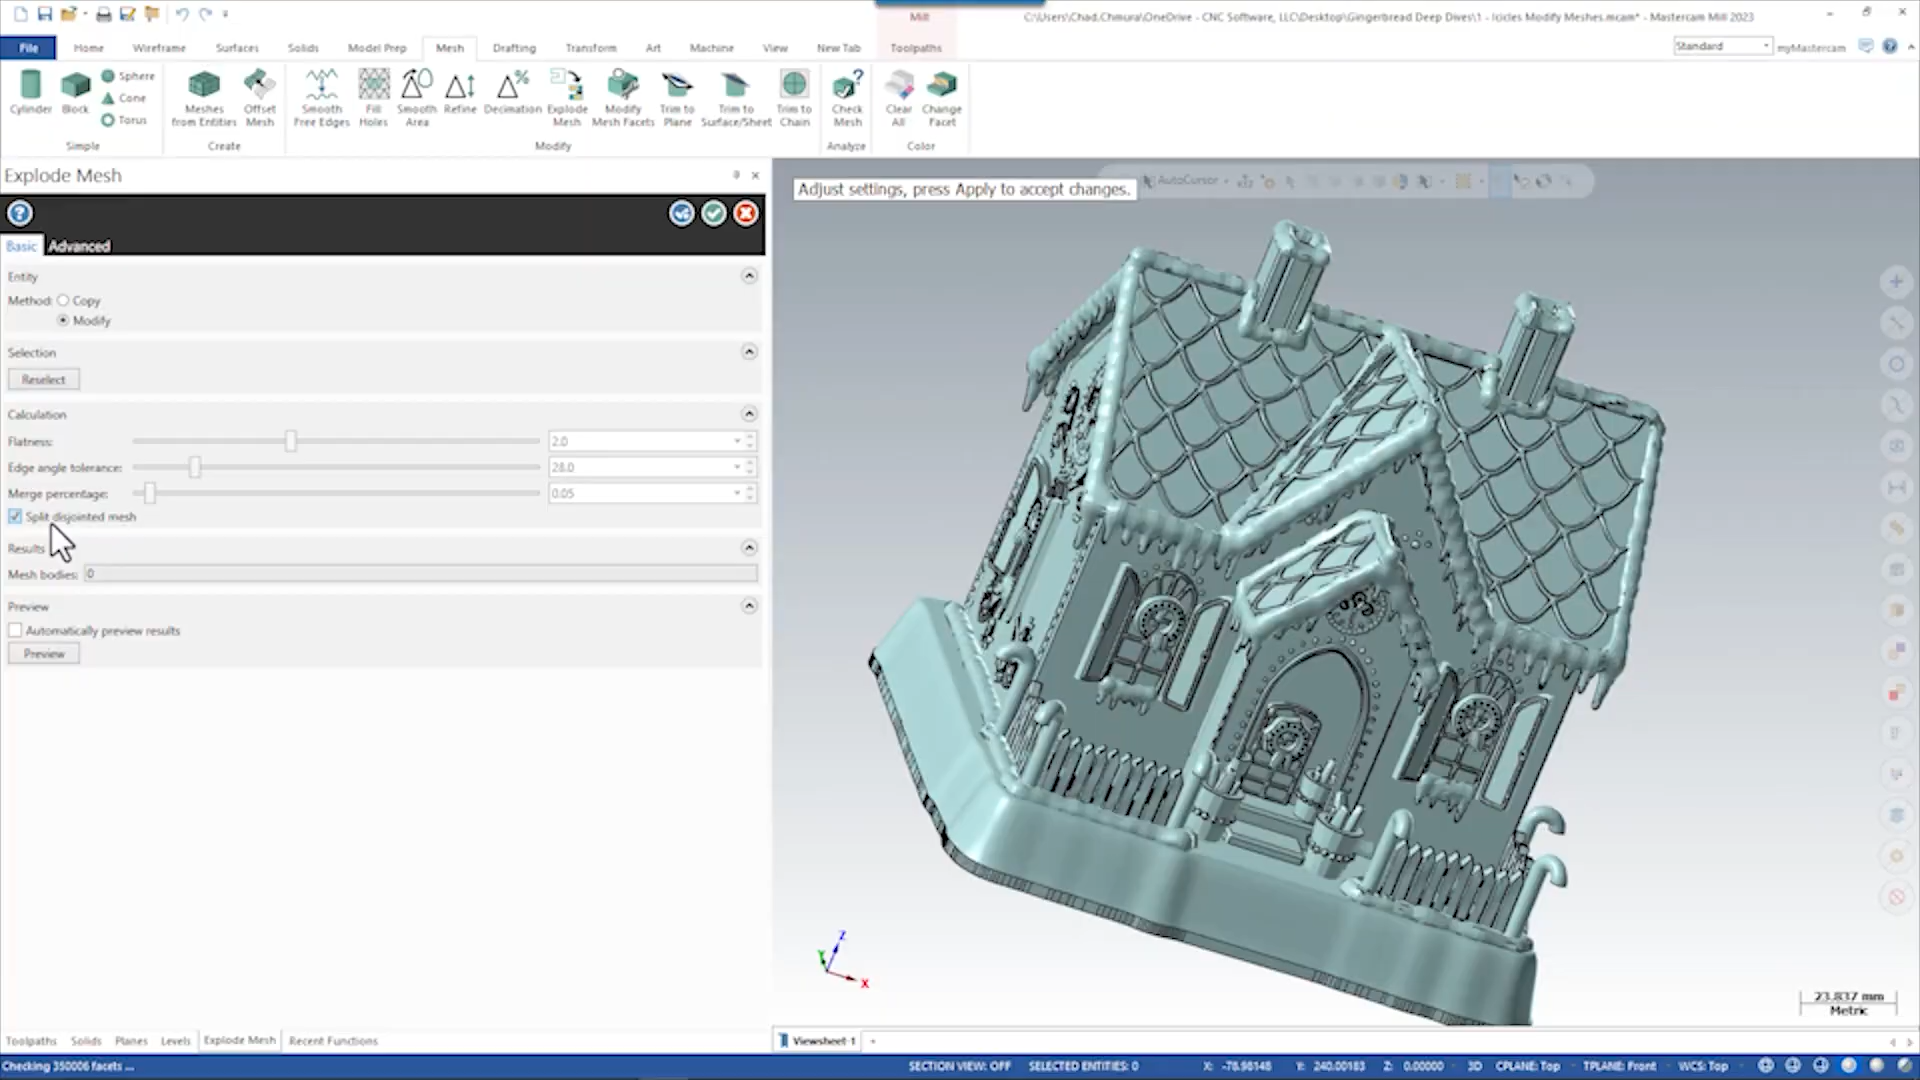 Mill
C:\Users\Chad.Chmura\OneDrive - CNC Software, LLC\Desktop\Gingerbread Deep Dives\1 - Icicles Modify Meshes.mcam* - Mastercam Mill 2023
File Home Wireframe Surfaces Solids Model Prep Mesh Drafting Transform Art Machine View New Tab Toolpaths
Standard myMastercam
Cylinder Block Sphere Cone Torus
Meshes from Entities Offset Mesh
Smooth Free Edges Fill Holes Smooth Area Refine Decimation Explode Mesh Modify Mesh Facets Trim to Plane Trim to Surface/Sheet Trim to Chain
Check Mesh
Clear All Change Facet
Simple Create Modify Analyze Color
Explode Mesh
Adjust settings, press Apply to accept changes.
AutoCursor
Basic Advanced
Entity
Method: Copy
Modify
Selection
Reselect
Calculation
Flatness: 2.0
Edge angle tolerance: 28.0
Merge percentage: 0.05
Split disjointed mesh
Results
Mesh bodies: 0
Preview
Automatically preview results
Preview
Z
Y
X
23.837 mm
Metric
Toolpaths Solids Planes Levels Explode Mesh Recent Functions
Viewsheet-1 +
Checking 350006 facets ...
SECTION VIEW: OFF SELECTED ENTITIES: 0 X: -78.98148 Y: 240.00183 Z: 0.00000 3D CPLANE: Top TPLANE: Front WCS: Top